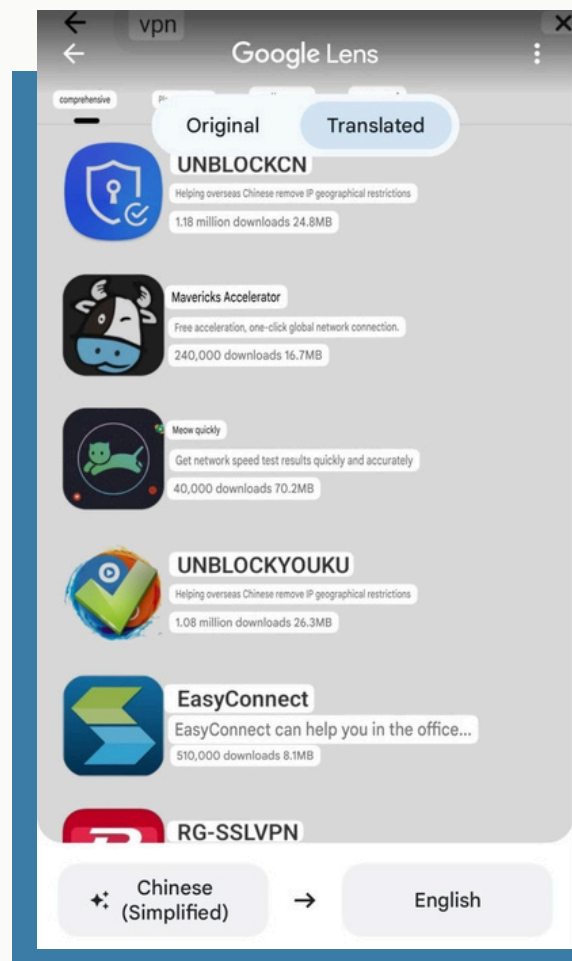 vpn
Google Lens
comprehensive
Original Translated
UNBLOCKCN
Helping overseas Chinese remove IP geographical restrictions
1.18 million downloads 24.8MB
Mavericks Accelerator
Free acceleration, one-click global network connection.
240,000 downloads 16.7MB
Meow quickly
Get network speed test results quickly and accurately
40,000 downloads 70.2MB
UNBLOCKYOUKU
Helping overseas Chinese remove IP geographical restrictions
1.08 million downloads 26.3MB
EasyConnect
EasyConnect can help you in the office...
510,000 downloads 8.1MB
RG-SSLVPN
Chinese
(Simplified)
→ English